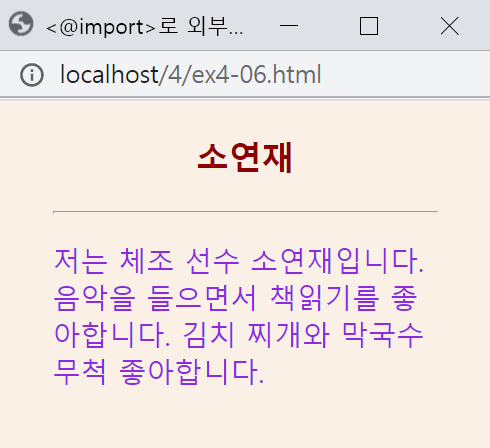 <@import>로 외부...
localhost/4/ex4-06.html
소연재
저는 체조 선수 소연재입니다.
음악을 들으면서 책읽기를 좋
아합니다. 김치 찌개와 막국수
무척 좋아합니다.